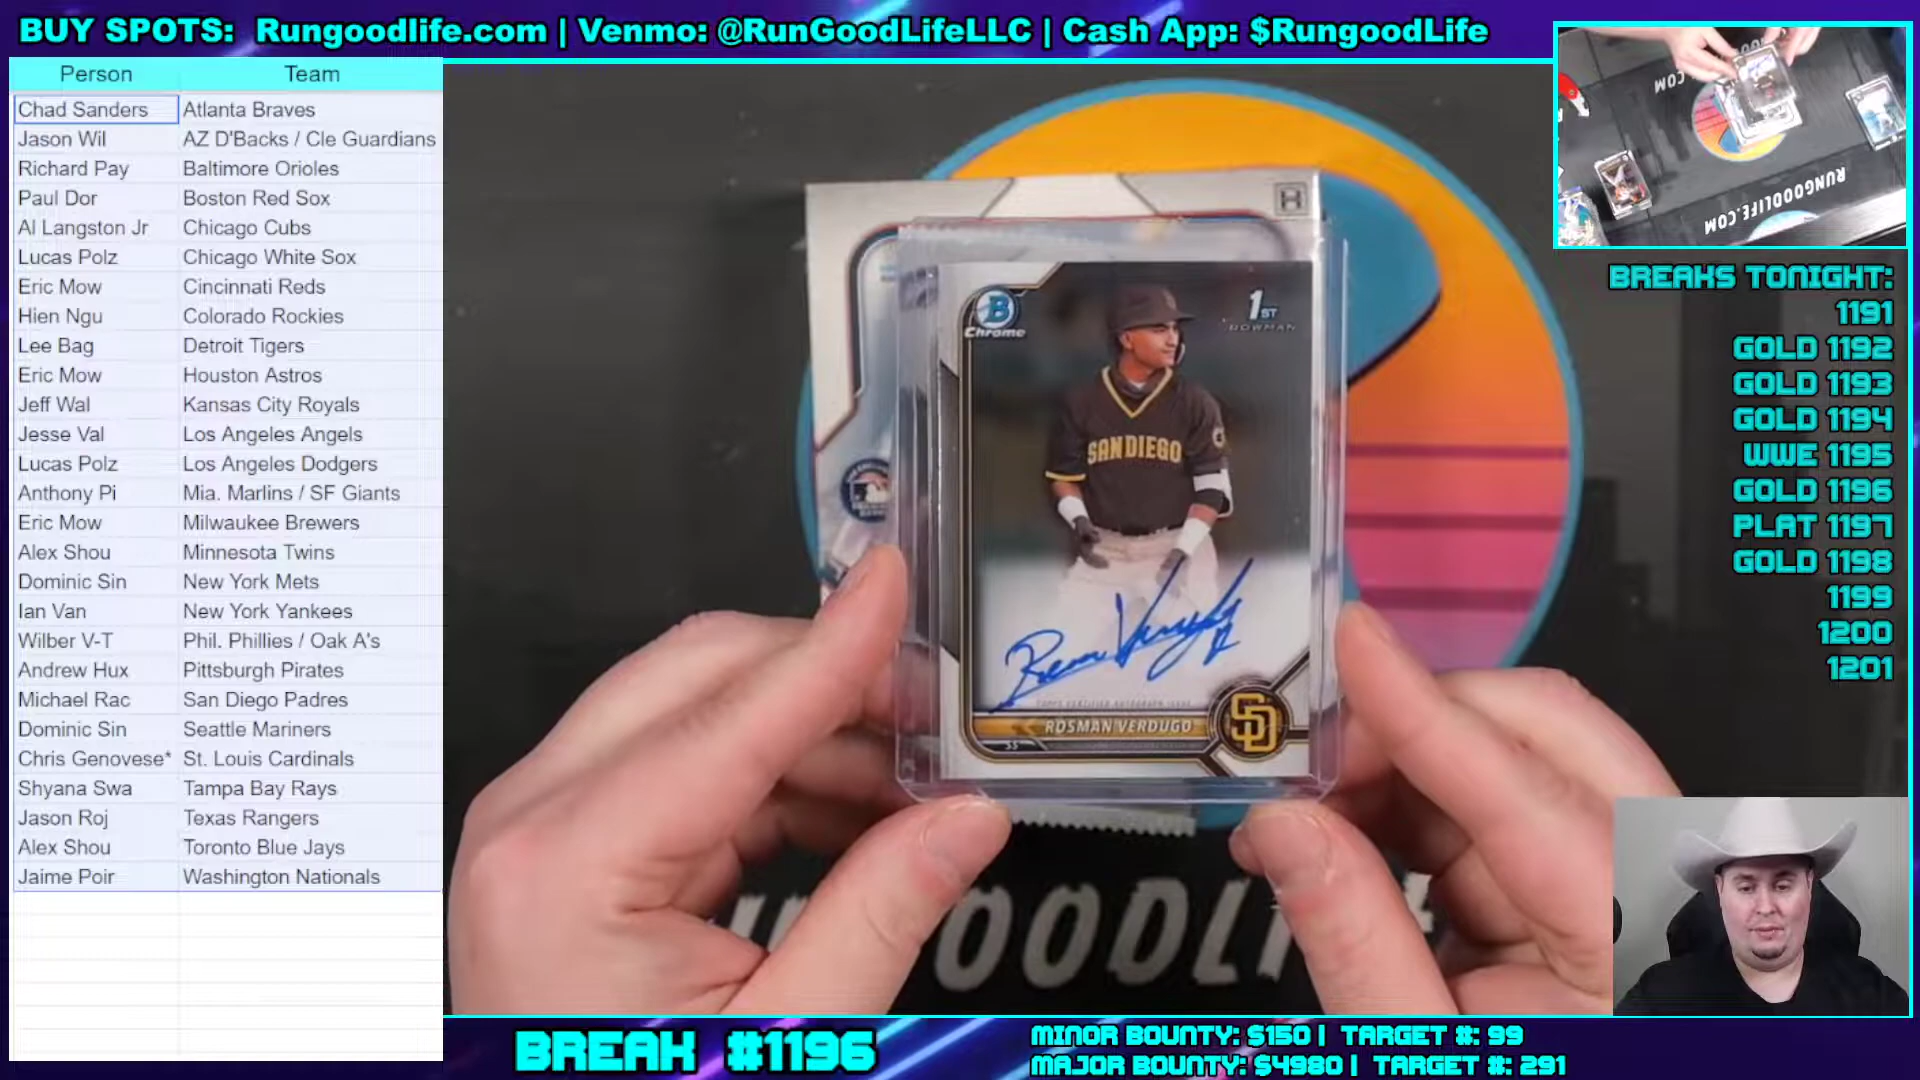 BUY SPOTS: Rungoodlife.com | Venmo: @RunGoodLifeLLC | Cash App: $RungoodLife
Person Team
Chad Sanders Atlanta Braves
Jason Wil AZ D'Backs / Cle Guardians
Richard Pay Baltimore Orioles
Paul Dor Boston Red Sox
Al Langston Jr Chicago Cubs
Lucas Polz Chicago White Sox
Eric Mow Cincinnati Reds
Hien Ngu Colorado Rockies
Lee Bag Detroit Tigers
Eric Mow Houston Astros
Jeff Wal Kansas City Royals
Jesse Val Los Angeles Angels
Lucas Polz Los Angeles Dodgers
Anthony Pi Mia. Marlins / SF Giants
Eric Mow Milwaukee Brewers
Alex Shou Minnesota Twins
Dominic Sin New York Mets
Ian Van New York Yankees
Wilber V-T Phil. Phillies / Oak A's
Andrew Hux Pittsburgh Pirates
Michael Rac San Diego Padres
Dominic Sin Seattle Mariners
Chris Genovese* St. Louis Cardinals
Shyana Swa Tampa Bay Rays
Jason Roj Texas Rangers
Alex Shou Toronto Blue Jays
Jaime Poir Washington Nationals
H
B
Chrome
1ST
BOWMAN
SAN DIEGO
TOPPS CERTIFIED AUTOGRAPH ISSUE
ROSMAN VERDUGO
SS
SD
OODLI
.COM
RUNGOODLIFE.COM
BREAKS TONIGHT:
1191
GOLD 1192
GOLD 1193
GOLD 1194
WWE 1195
GOLD 1196
PLAT 1197
GOLD 1198
1199
1200
1201
BREAK #1196
MINOR BOUNTY: $150 | TARGET #: 99
MAJOR BOUNTY: $4980 | TARGET #: 291